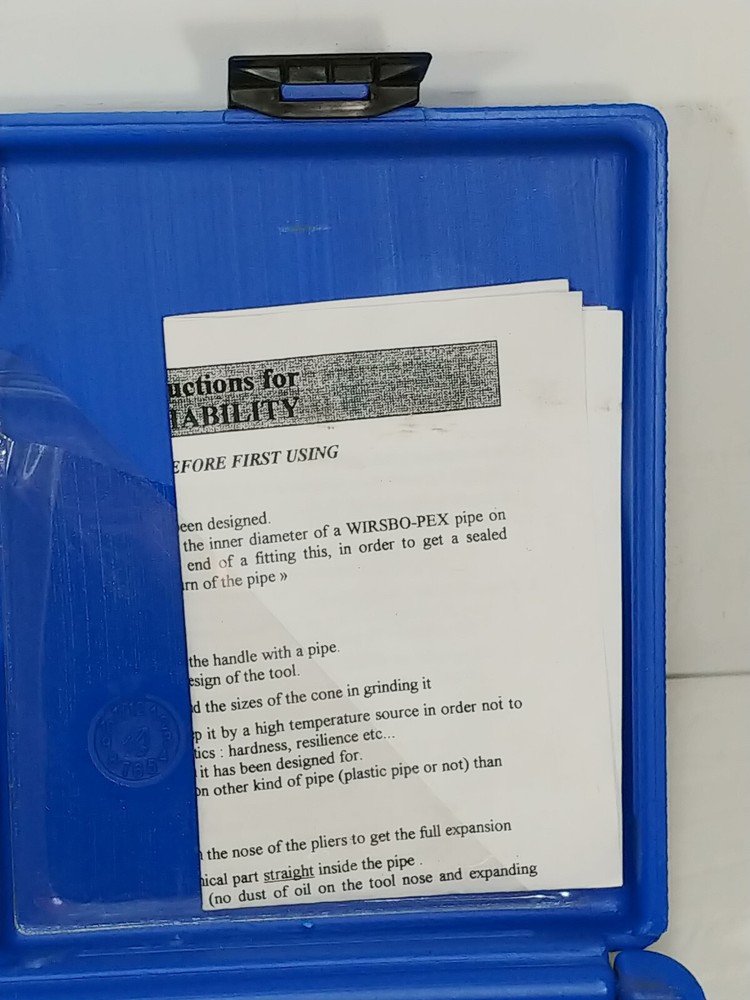 uctions for
IABILITY
EFORE FIRST USING
een designed.
the inner diameter of a WIRSBO-PEX pipe on
end of a fitting this, in order to get a sealed
rn of the pipe »
the handle with a pipe.
esign of the tool.
d the sizes of the cone in grinding it
p it by a high temperature source in order not to
tics : hardness, resilience etc...
it has been designed for.
on other kind of pipe (plastic pipe or not) than
the nose of the pliers to get the full expansion
nical part straight inside the pipe .
(no dust of oil on the tool nose and expanding